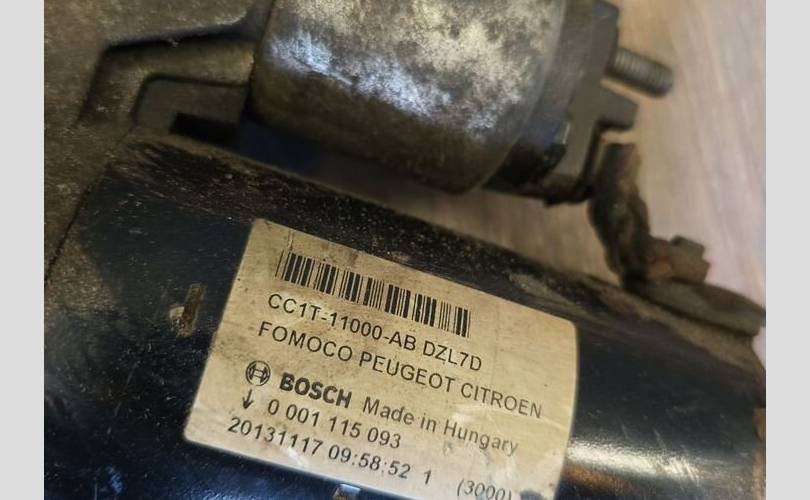 CC1T-11000-AB DZL7D
FOMOCO PEUGEOT CITROEN
BOSCH Made in Hungary
0 001 115 093
20131117 09:58:52 1 (3000)